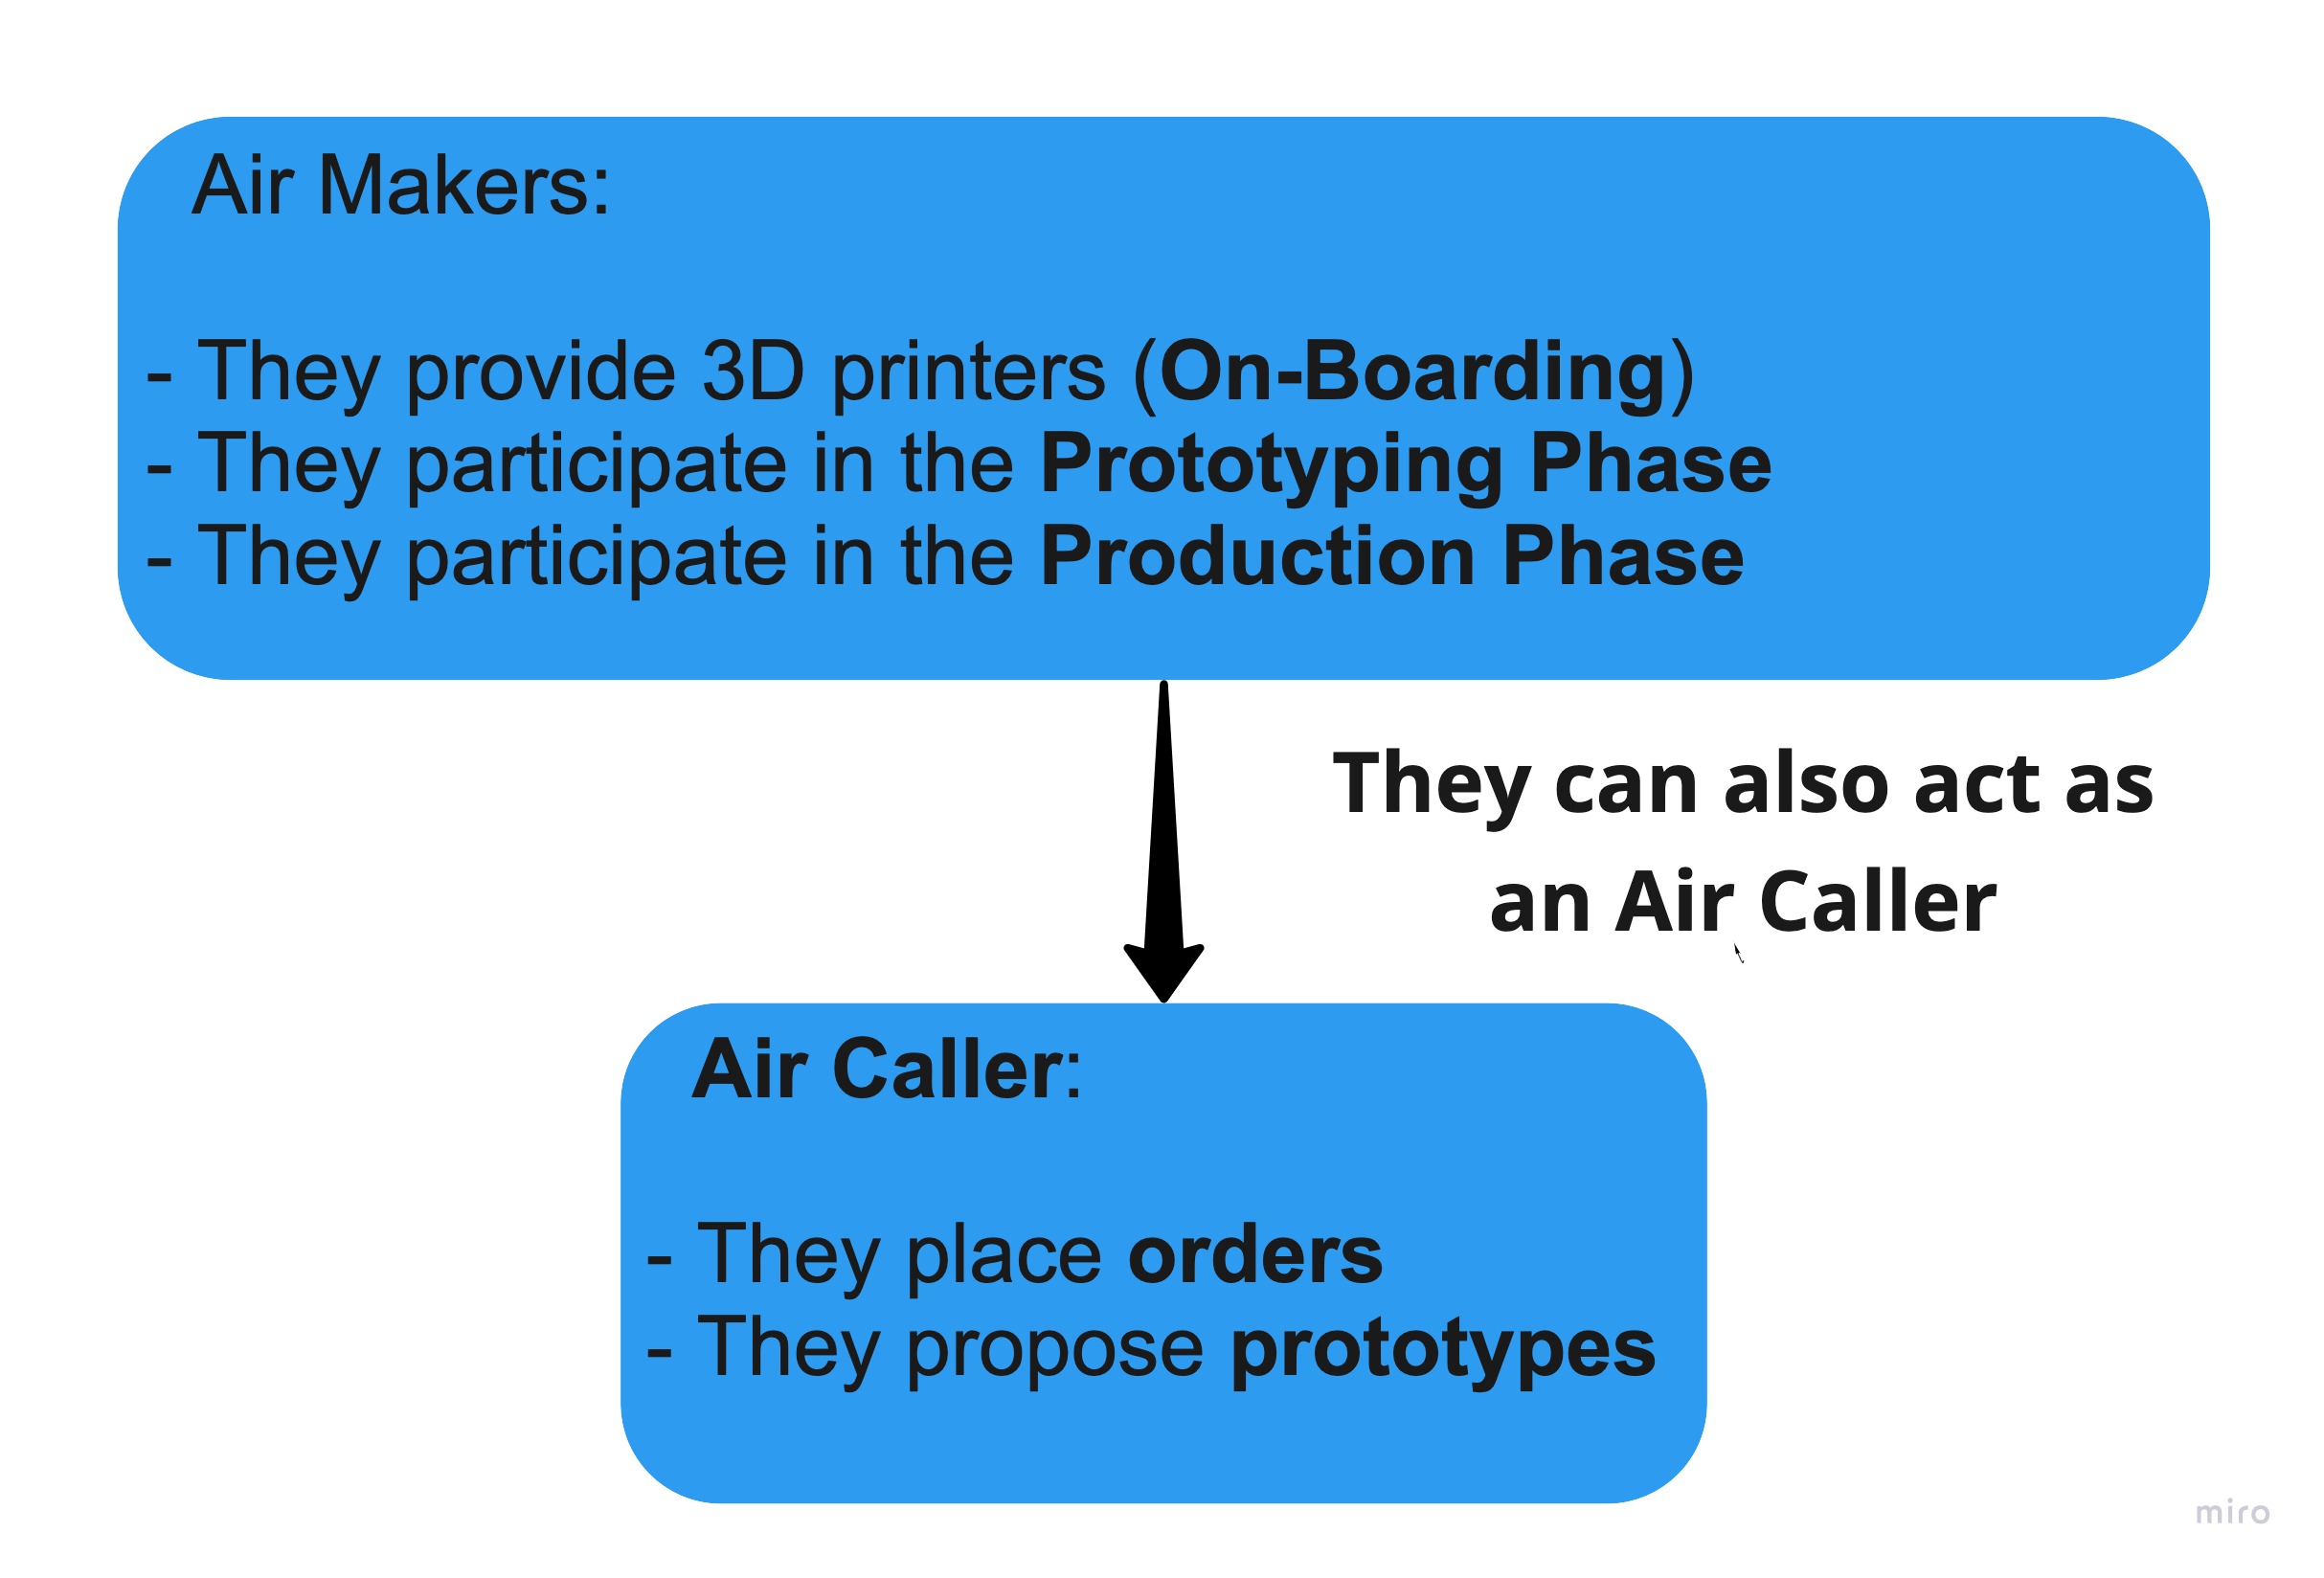 Air Makers:
- They provide 3D printers (On-Boarding)
- They participate in the Prototyping Phase
- They participate in the Production Phase
They can also act as
an Air Caller
Air Caller:
- They place orders
- They propose prototypes
miro